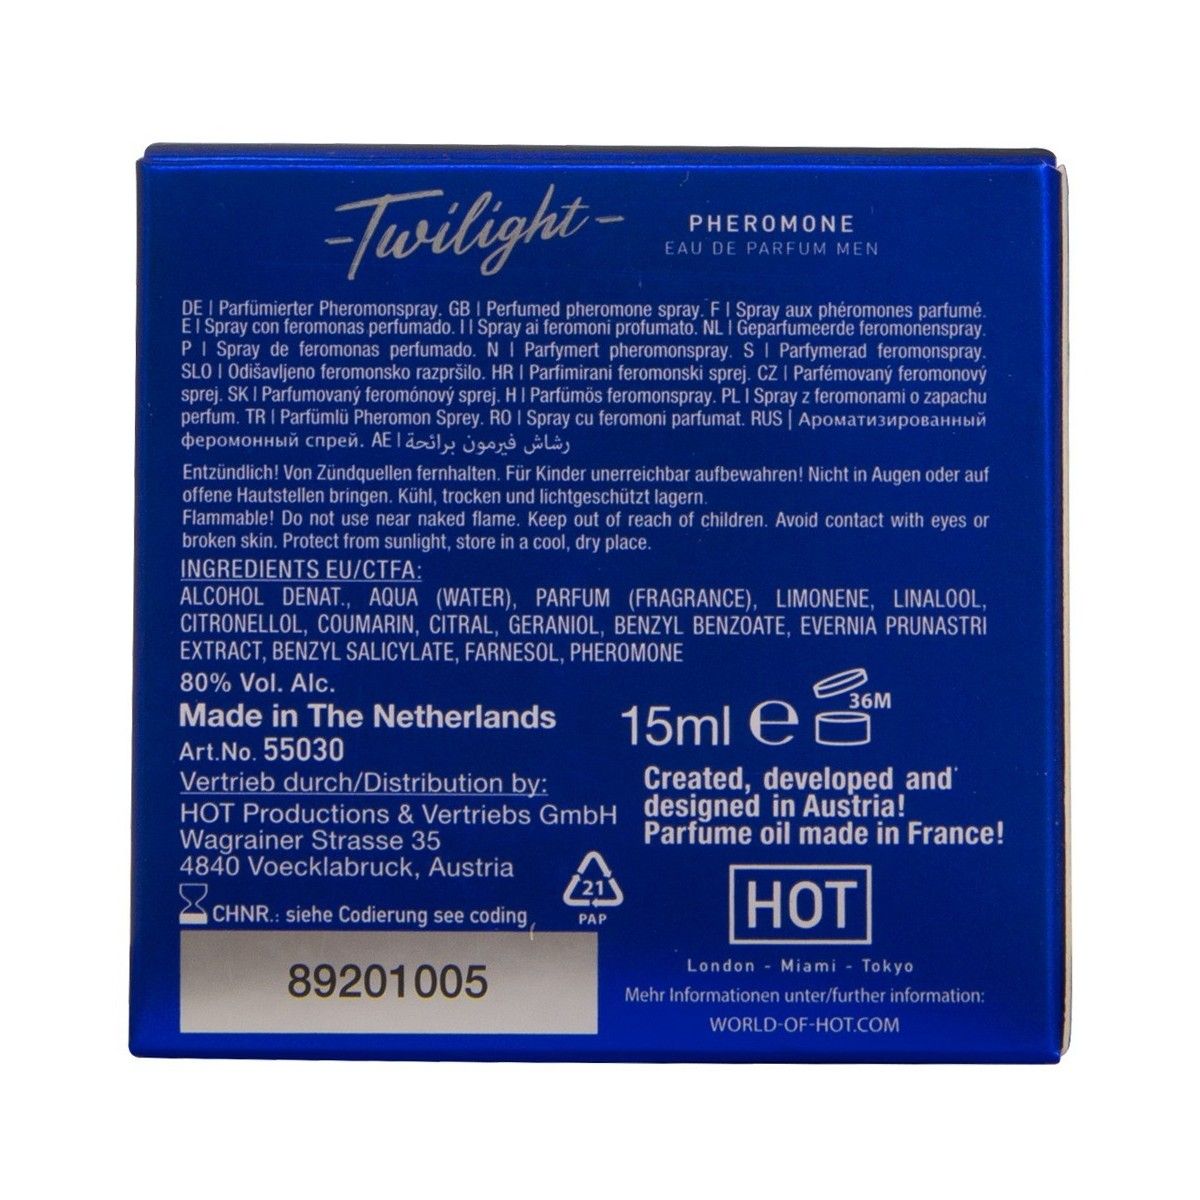 -Twilight-
PHEROMONE
EAU DE PARFUM MEN
DE | Parfümierter Pheromonspray. GB | Perfumed pheromone spray. F | Spray aux phéromones parfumé.
E | Spray con feromonas perfumado. I | Spray ai feromoni profumato. NL | Geparfumeerde feromonenspray.
P | Spray de feromonas perfumado. N | Parfymert pheromonspray. S | Parfymerad feromonspray.
SLO | Odišavljeno feromonsko razpršilo. HR | Parfimirani feromonski sprej. CZ | Parfémovaný feromonový
sprej. SK | Parfumovaný feromónový sprej. H | Parfümös feromonspray. PL | Spray z feromonami o zapachu
perfum. TR | Parfümlü Pheromon Sprey. RO | Spray cu feromoni parfumat. RUS | Ароматизированный
феромонный спрей. AE | رشاش فيرمون برائحة
Entzündlich! Von Zündquellen fernhalten. Für Kinder unerreichbar aufbewahren! Nicht in Augen oder auf
offene Hautstellen bringen. Kühl, trocken und lichtgeschützt lagern.
Flammable! Do not use near naked flame. Keep out of reach of children. Avoid contact with eyes or
broken skin. Protect from sunlight, store in a cool, dry place.
INGREDIENTS EU/CTFA:
ALCOHOL DENAT., AQUA (WATER), PARFUM (FRAGRANCE), LIMONENE, LINALOOL,
CITRONELLOL, COUMARIN, CITRAL, GERANIOL, BENZYL BENZOATE, EVERNIA PRUNASTRI
EXTRACT, BENZYL SALICYLATE, FARNESOL, PHEROMONE
80% Vol. Alc.
Made in The Netherlands
Art.No. 55030
Vertrieb durch/Distribution by:
HOT Productions & Vertriebs GmbH
Wagrainer Strasse 35
4840 Voecklabruck, Austria
CHNR.: siehe Codierung see coding
89201005
15ml e
36M
Created, developed and
designed in Austria!
Parfume oil made in France!
21
PAP
HOT
London - Miami - Tokyo
Mehr Informationen unter/further information:
WORLD-OF-HOT.COM